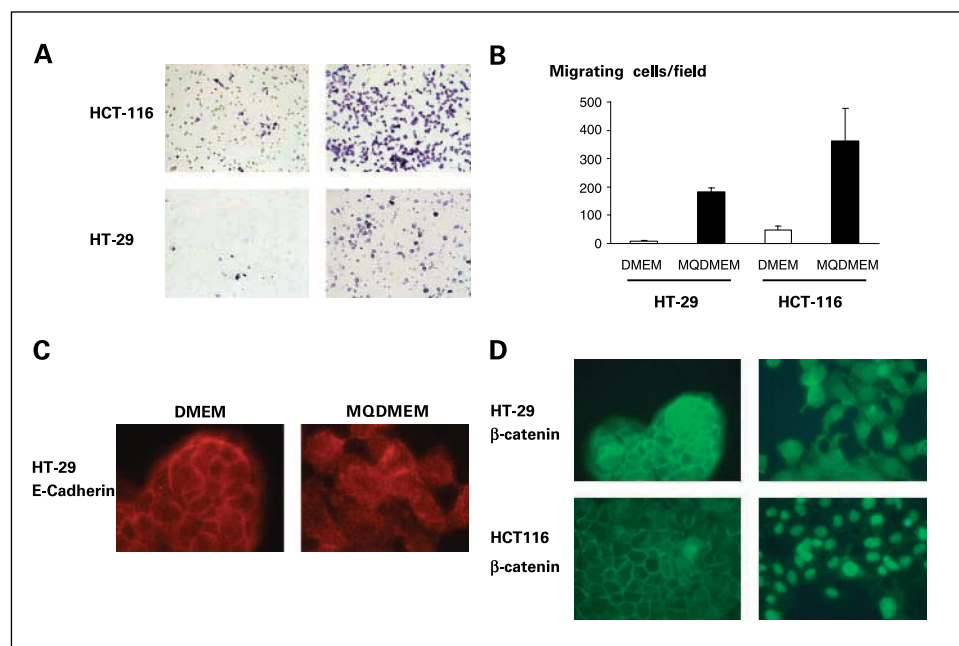 A
HCT-116
HT-29
B
Migrating cells/field
500
400
300
200
100
0
DMEM MQDMEM DMEM MQDMEM
HT-29 HCT-116
C
DMEM MQDMEM
HT-29
E-Cadherin
D
HT-29
β-catenin
HCT116
β-catenin